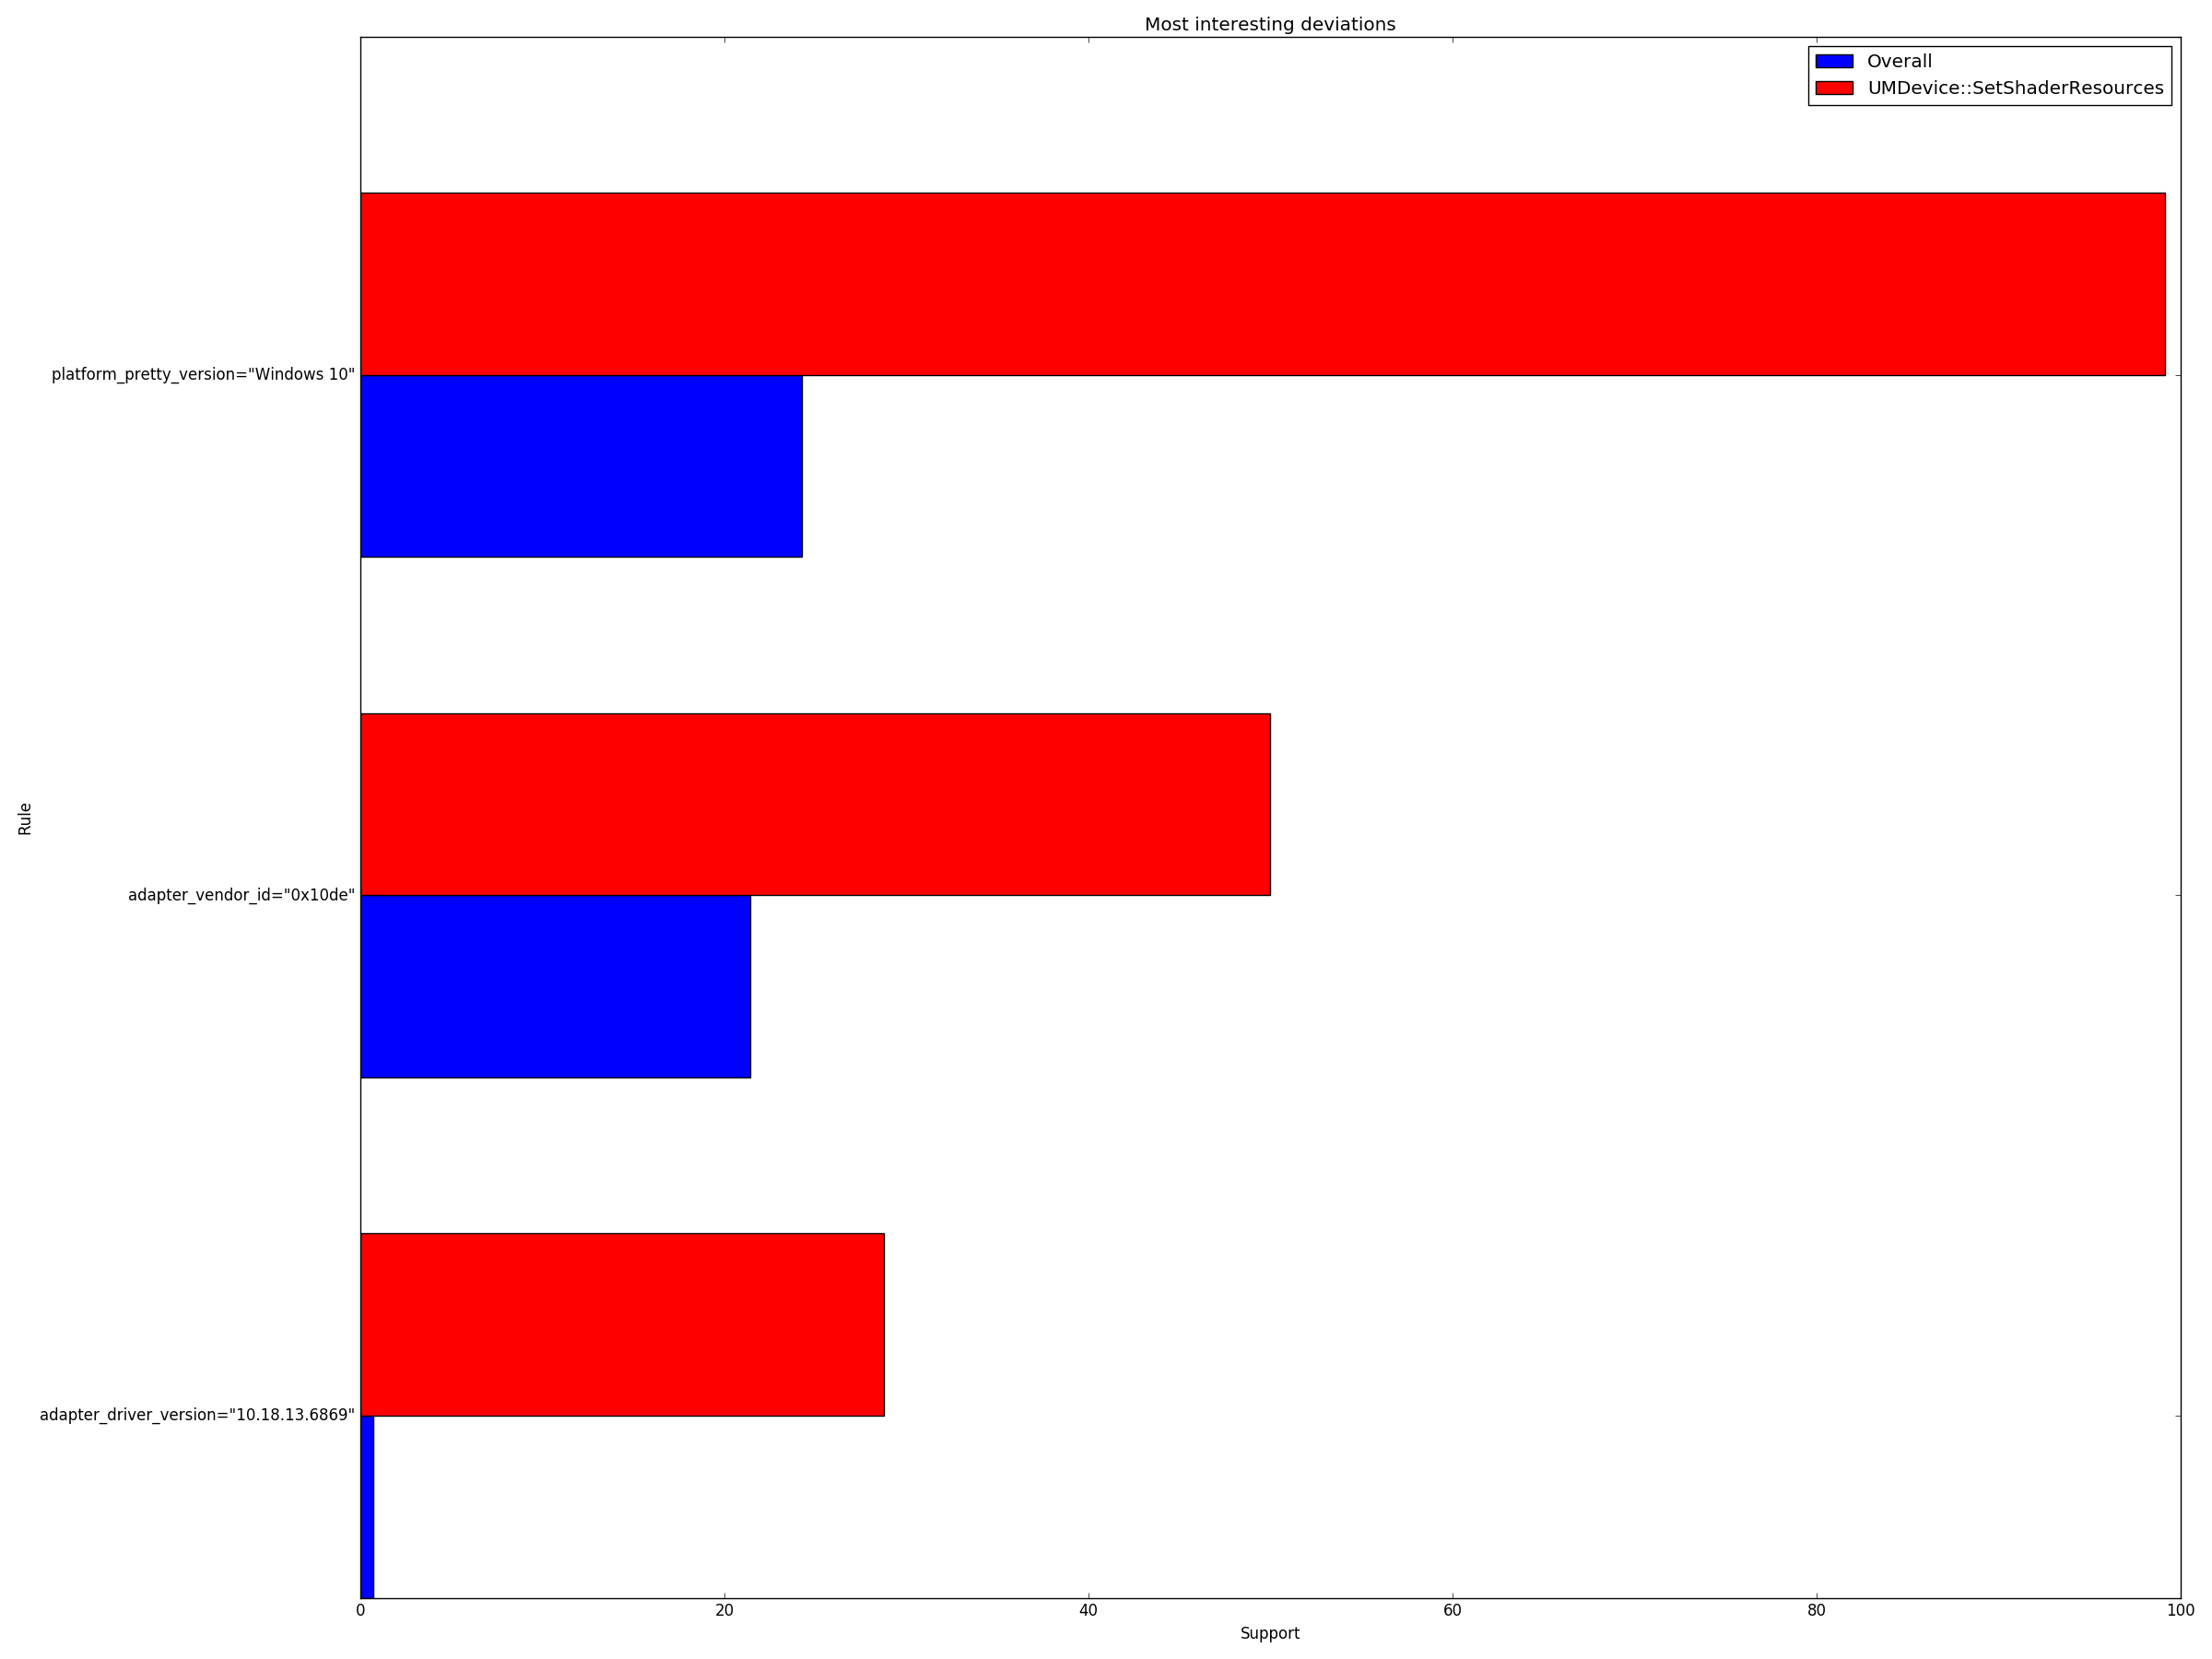 Most interesting deviations
Overall
UMDevice::SetShaderResources
platform_pretty_version="Windows 10"
adapter_vendor_id="0x10de"
adapter_driver_version="10.18.13.6869"
Rule
0 20 40 60 80 100
Support